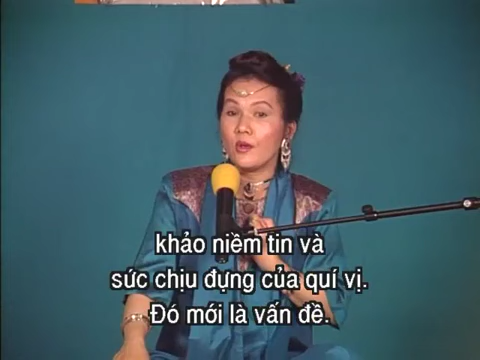 khảo niềm tin và
sức chịu đựng của quí vị.
Đó mới là vấn đề.